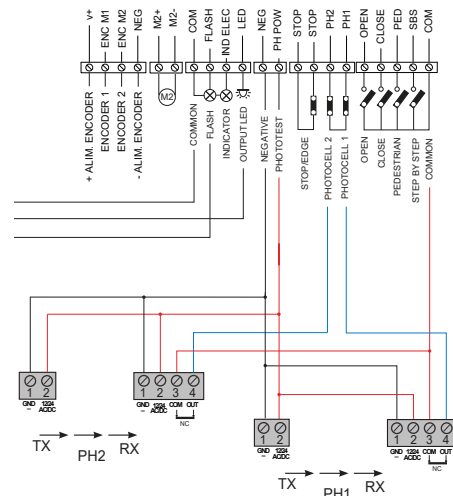 v+
ENC M1
ENC M2
NEG
M2+
M2-
COM
FLASH
IND ELEC
LED
NEG
PH POW
STOP
STOP
PH2
PH1
OPEN
CLOSE
PED
SBS
COM
M2
+ ALIM. ENCODER
ENCODER 1
ENCODER 2
- ALIM. ENCODER
COMMON
FLASH
INDICATOR
OUTPUT LED
NEGATIVE
PHOTOTEST
STOP/EDGE
PHOTOCELL 2
PHOTOCELL 1
OPEN
CLOSE
PEDESTRIAN
STEP BY STEP
COMMON
1 2
GND 12/24
– AC/DC
1 2 3 4
GND 12/24 COM OUT
– AC/DC
NC
TX PH2 RX
1 2
GND 12/24
– AC/DC
1 2 3 4
GND 12/24 COM OUT
– AC/DC
NC
TX PH1 RX